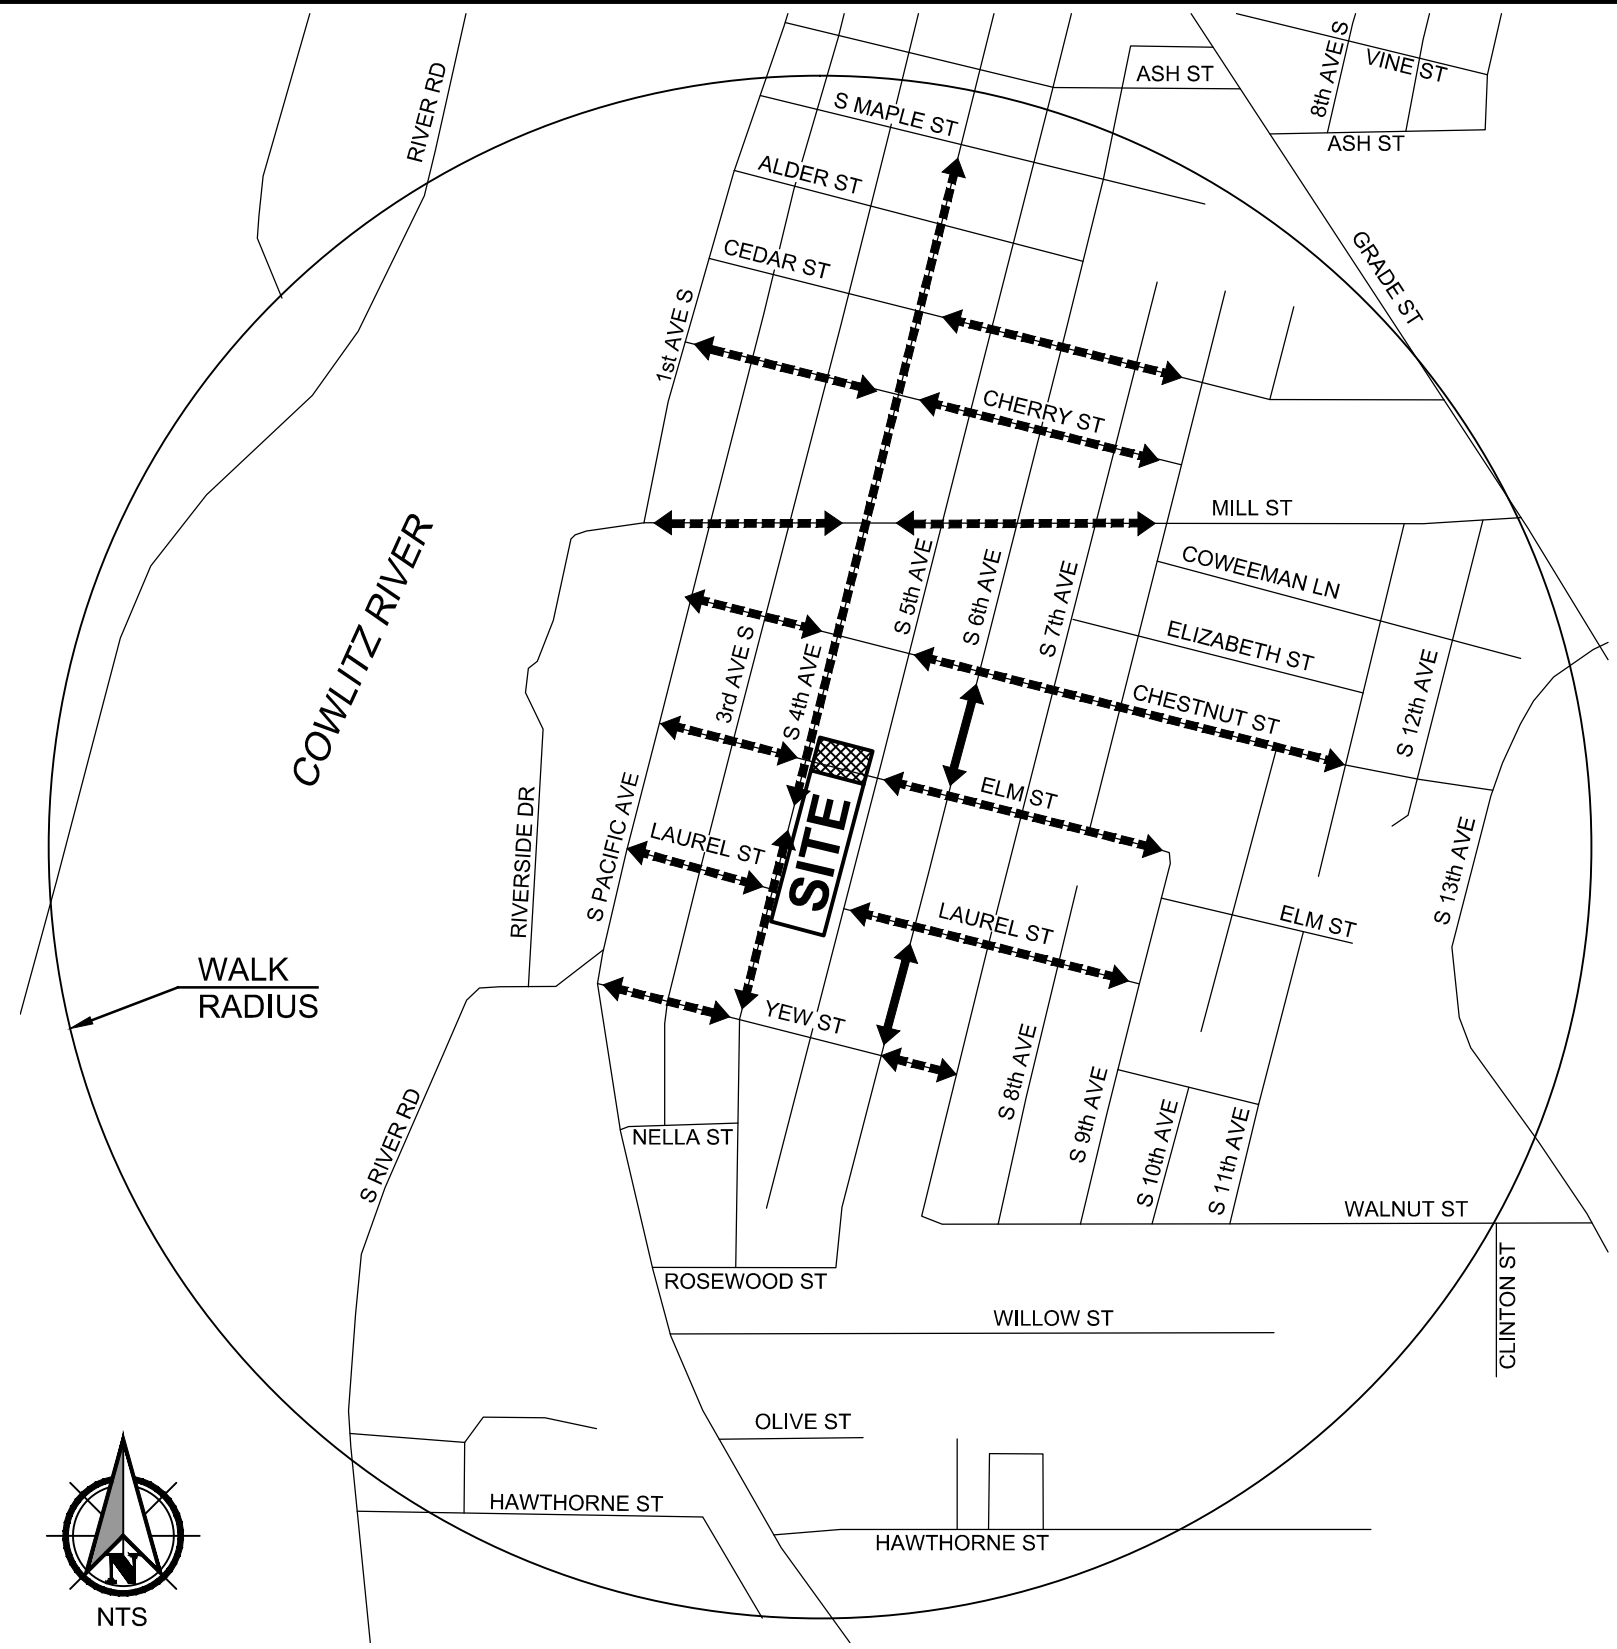 RIVER RD
ASH ST
8th AVE S
VINE ST
ASH ST
S MAPLE ST
ALDER ST
CEDAR ST
GRADE ST
1st AVE S
CHERRY ST
MILL ST
COWLITZ RIVER
S 5th AVE
S 6th AVE
S 7th AVE
COWEEMAN LN
ELIZABETH ST
3rd AVE S
S 4th AVE
CHESTNUT ST
S 12th AVE
RIVERSIDE DR
S PACIFIC AVE
LAUREL ST
SITE
ELM ST
S 13th AVE
LAUREL ST
ELM ST
WALK
RADIUS
YEW ST
S 8th AVE
S 9th AVE
S 10th AVE
S 11th AVE
S RIVER RD
NELLA ST
WALNUT ST
ROSEWOOD ST
CLINTON ST
WILLOW ST
OLIVE ST
HAWTHORNE ST
HAWTHORNE ST
N
NTS